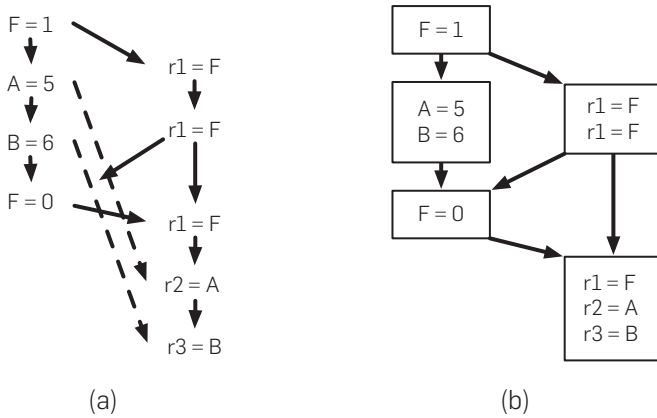 F = 1
A = 5
B = 6
F = 0
r1 = F
r1 = F
r1 = F
r2 = A
r3 = B
(a)
F = 1
A = 5
B = 6
F = 0
r1 = F
r1 = F
r1 = F
r2 = A
r3 = B
(b)